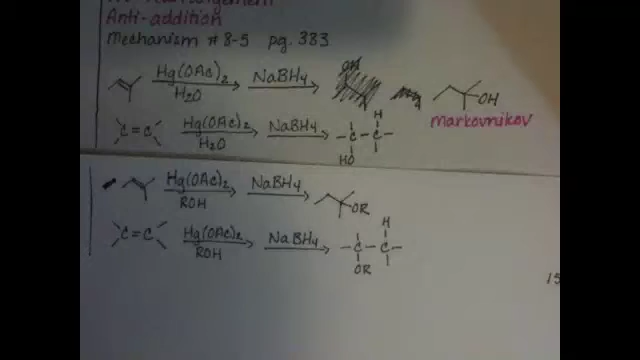 Anti-addition
Mechanism # 8-5 pg. 383
Hg(OAc)2 NaBH4
H2O
OH
markovnikov
Hg(OAc)2 NaBH4 H
C=C -C-C-
H2O HO
Hg(OAc)2 NaBH4
ROH OR
Hg(OAc)2 NaBH4 H
C=C -C-C-
ROH OR
15